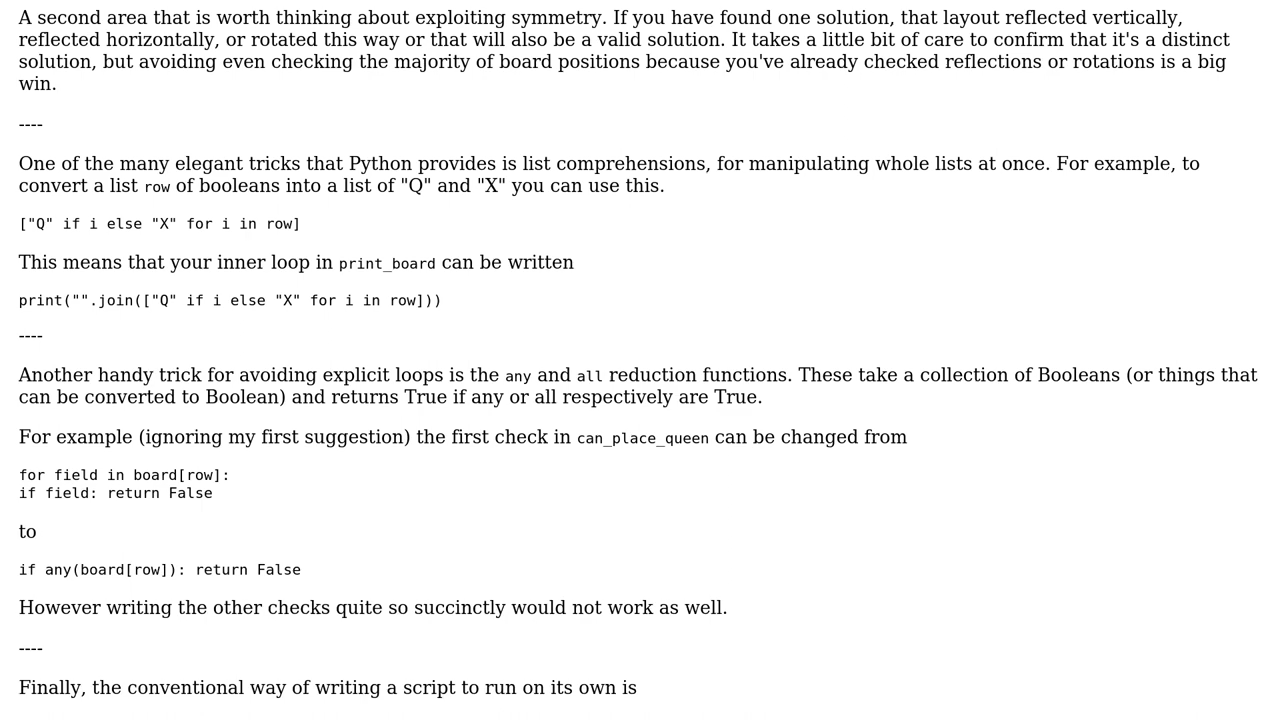 A second area that is worth thinking about exploiting symmetry. If you have found one solution, that layout reflected vertically,
reflected horizontally, or rotated this way or that will also be a valid solution. It takes a little bit of care to confirm that it's a distinct
solution, but avoiding even checking the majority of board positions because you've already checked reflections or rotations is a big
win.
----
One of the many elegant tricks that Python provides is list comprehensions, for manipulating whole lists at once. For example, to
convert a list row of booleans into a list of "Q" and "X" you can use this.
["Q" if i else "X" for i in row]
This means that your inner loop in print_board can be written
print("".join(["Q" if i else "X" for i in row]))
----
Another handy trick for avoiding explicit loops is the any and all reduction functions. These take a collection of Booleans (or things that
can be converted to Boolean) and returns True if any or all respectively are True.
For example (ignoring my first suggestion) the first check in can_place_queen can be changed from
for field in board[row]:
if field: return False
to
if any(board[row]): return False
However writing the other checks quite so succinctly would not work as well.
----
Finally, the conventional way of writing a script to run on its own is